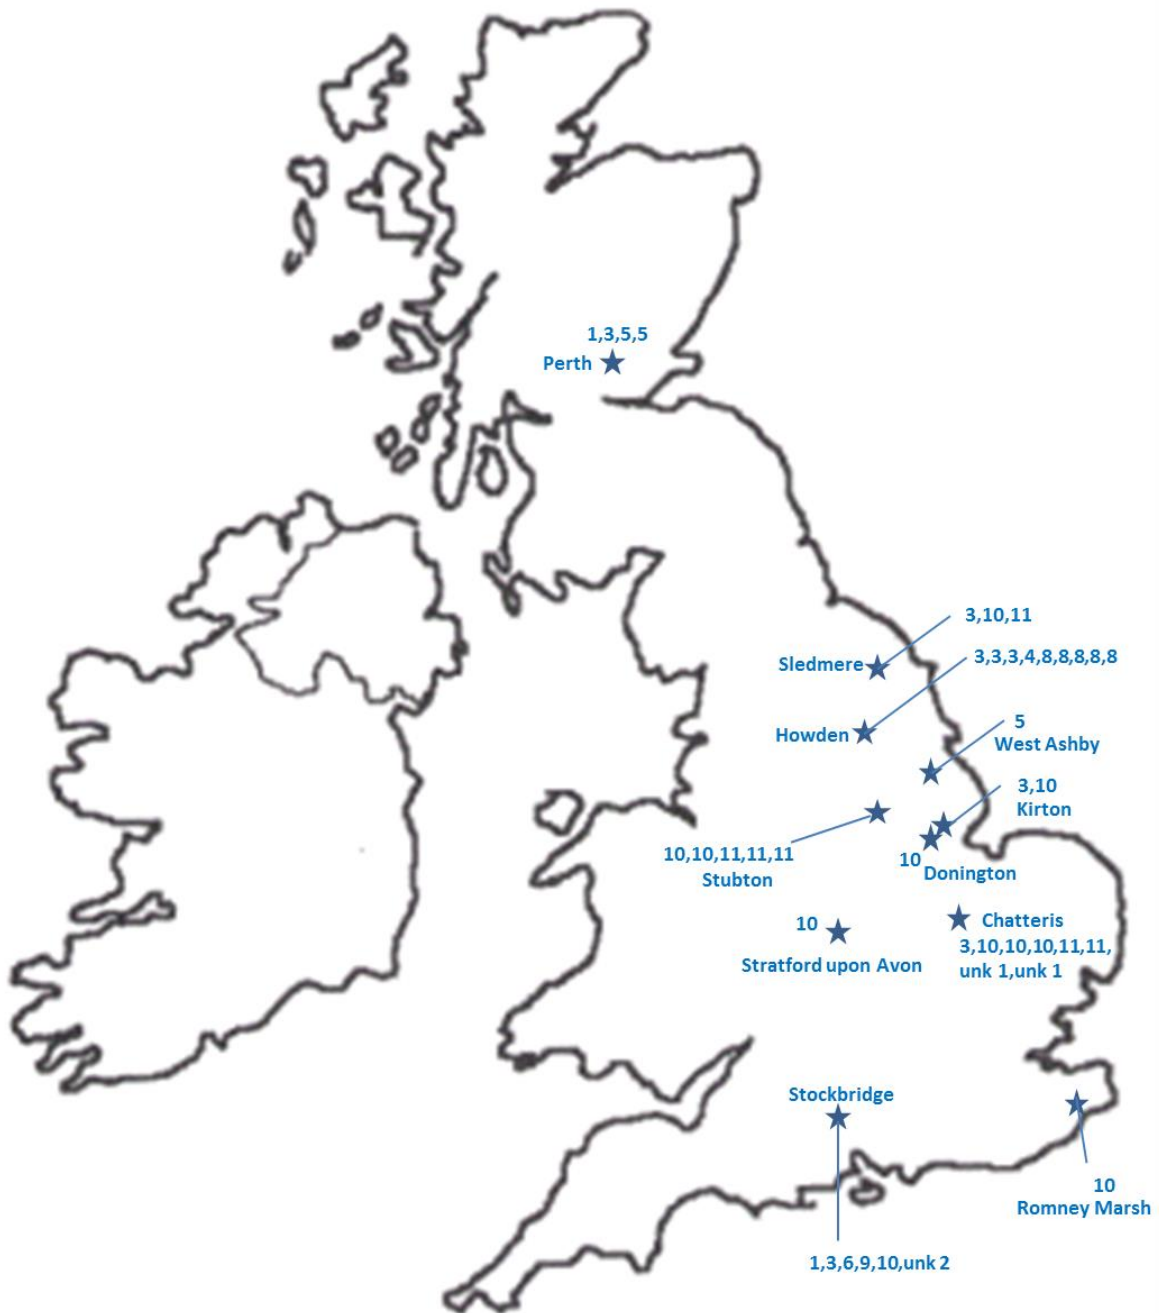 1,3,5,5
Perth
3,10,11
Sledmere
3,3,3,4,8,8,8,8,8
Howden
5
West Ashby
3,10
Kirton
10,10,11,11,11
Stubton
10
Donington
Chatteris
3,10,10,10,11,11,
unk 1,unk 1
10
Stratford upon Avon
Stockbridge
1,3,6,9,10,unk 2
10
Romney Marsh